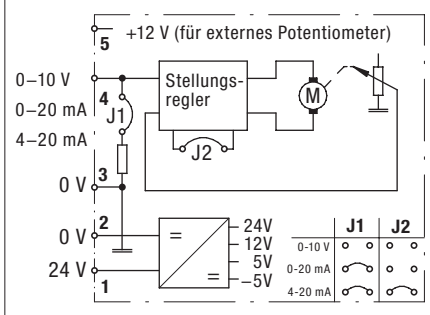 5 +12 V (für externes Potentiometer)
0–10 V
4
0–20 mA
J1
4–20 mA
Stellungs-
regler
M
J2
0 V 3
0 V 2
24 V 1
=
=
24V
12V
5V
–5V
J1 J2
0-10 V
0-20 mA
4-20 mA